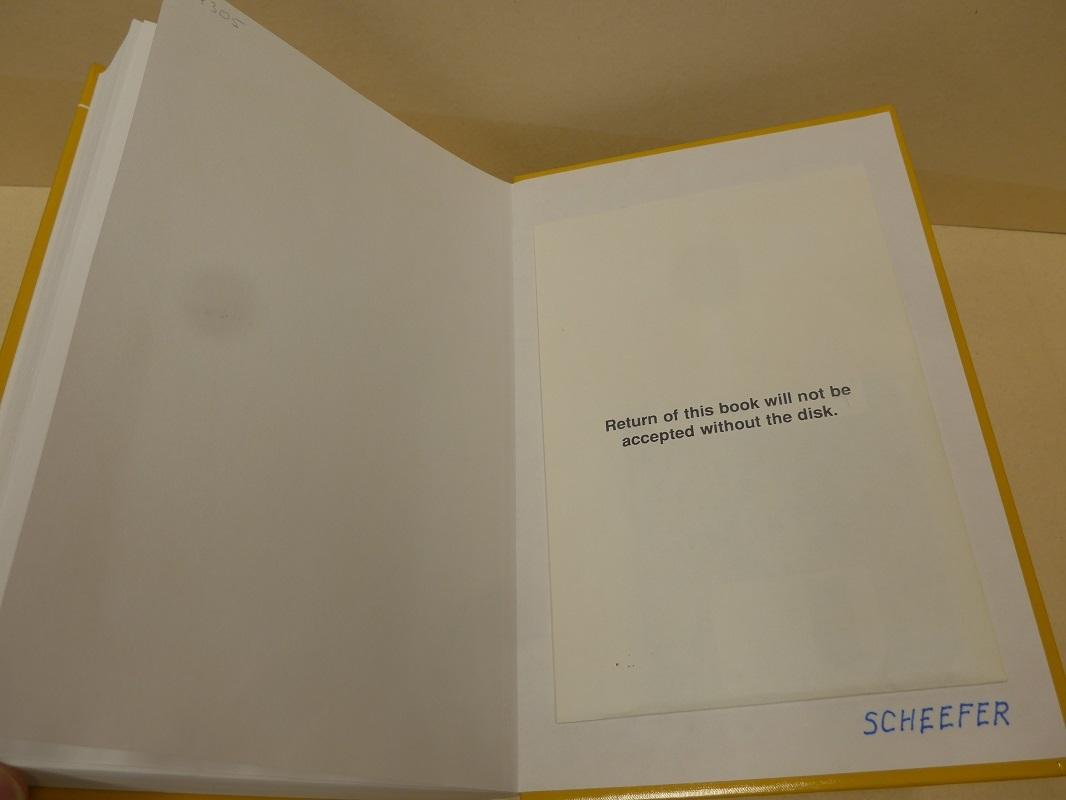 Return of this book will not be
accepted without the disk.
SCHEEFER